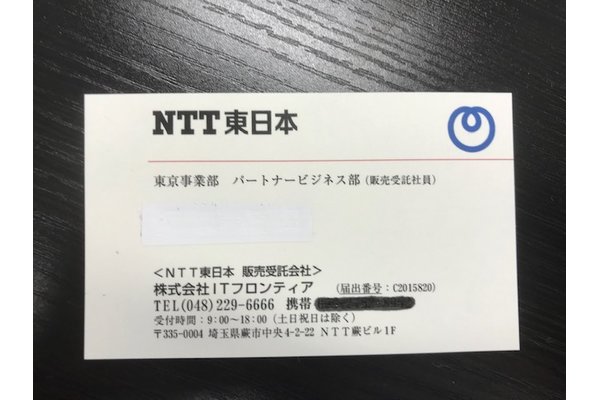 NTT東日本
東京事業部 パートナービジネス部(販売受託社員)
<NTT東日本 販売受託会社>
株式会社ITフロンティア (届出番号:C2015820)
TEL(048)229-6666 携帯
受付時間:9:00~18:00(土日祝日は除く)
〒335-0004 埼玉県蕨市中央4-2-22 NTT蕨ビル1F